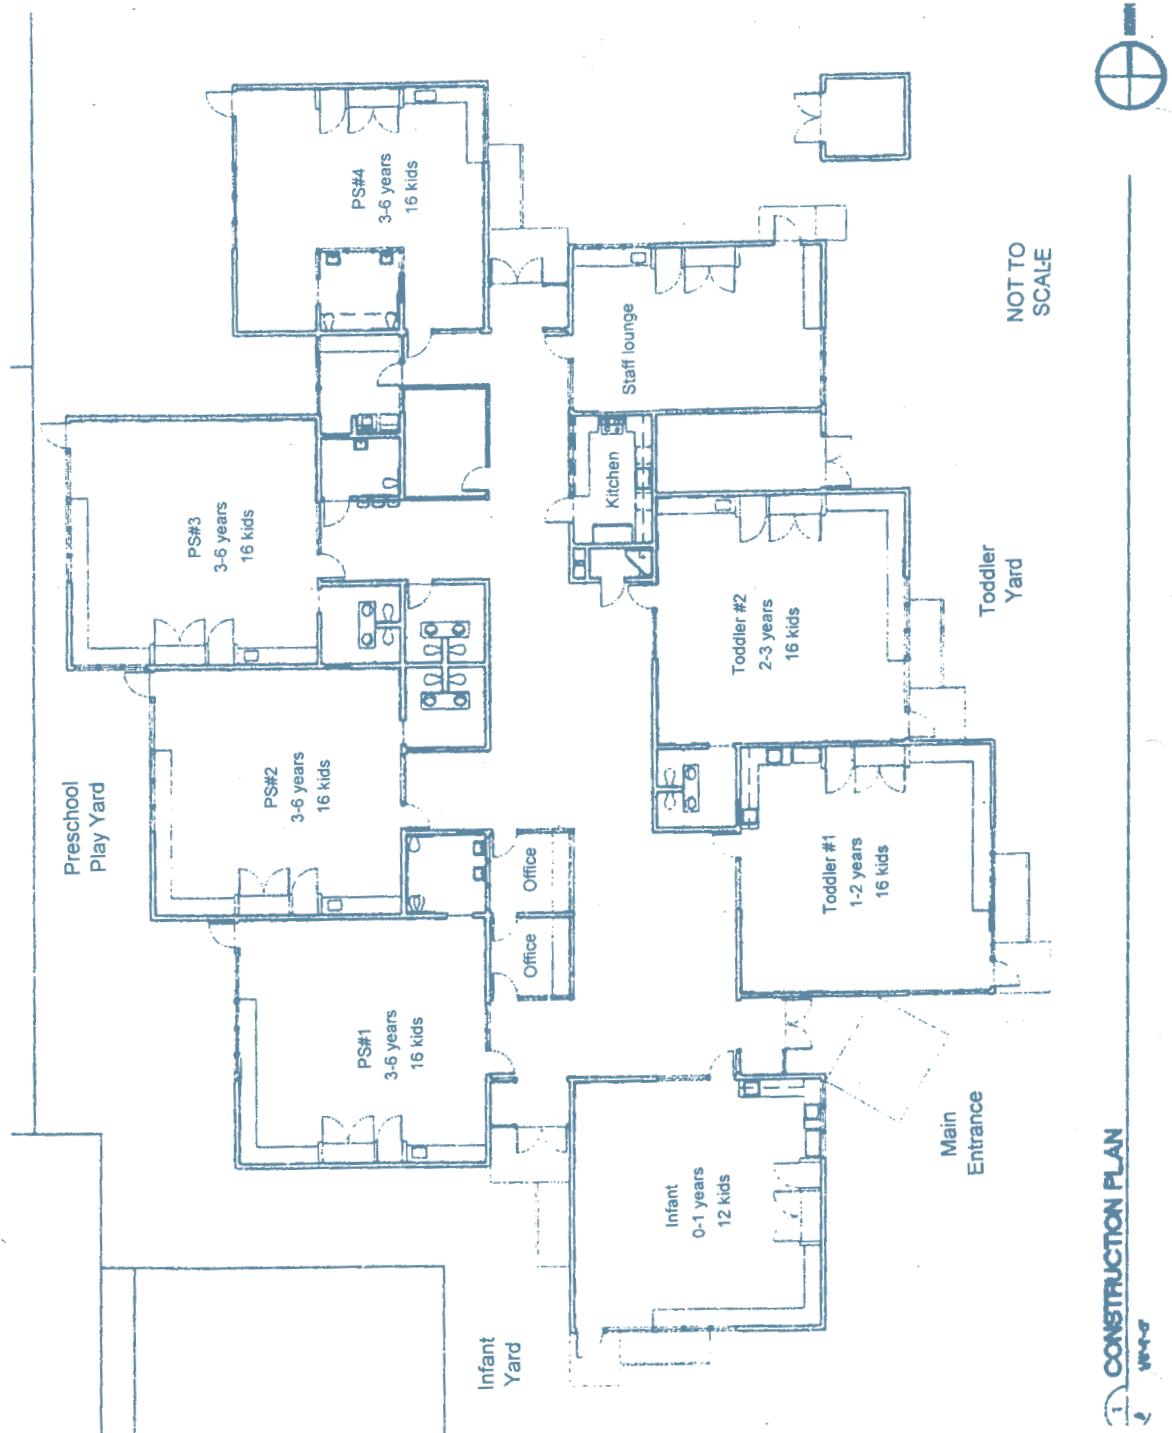 Preschool
Play Yard
PS#1
3-6 years
16 kids
PS#2
3-6 years
16 kids
PS#3
3-6 years
16 kids
PS#4
3-6 years
16 kids
Office
Office
Kitchen
Staff lounge
Infant
Yard
Infant
0-1 years
12 kids
Toddler #1
1-2 years
16 kids
Toddler #2
2-3 years
16 kids
Main
Entrance
Toddler
Yard
NOT TO
SCALE
1
CONSTRUCTION PLAN